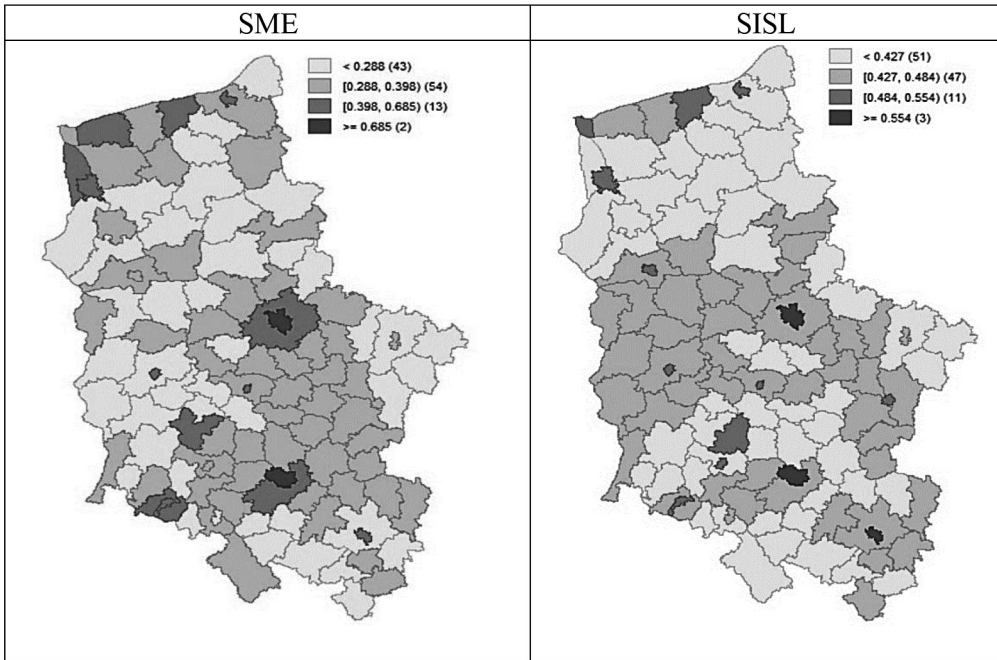 SME
SISL
< 0.288 (43)
[0.288, 0.398) (54)
[0.398, 0.685) (13)
>= 0.685 (2)
< 0.427 (51)
[0.427, 0.484) (47)
[0.484, 0.554) (11)
>= 0.554 (3)